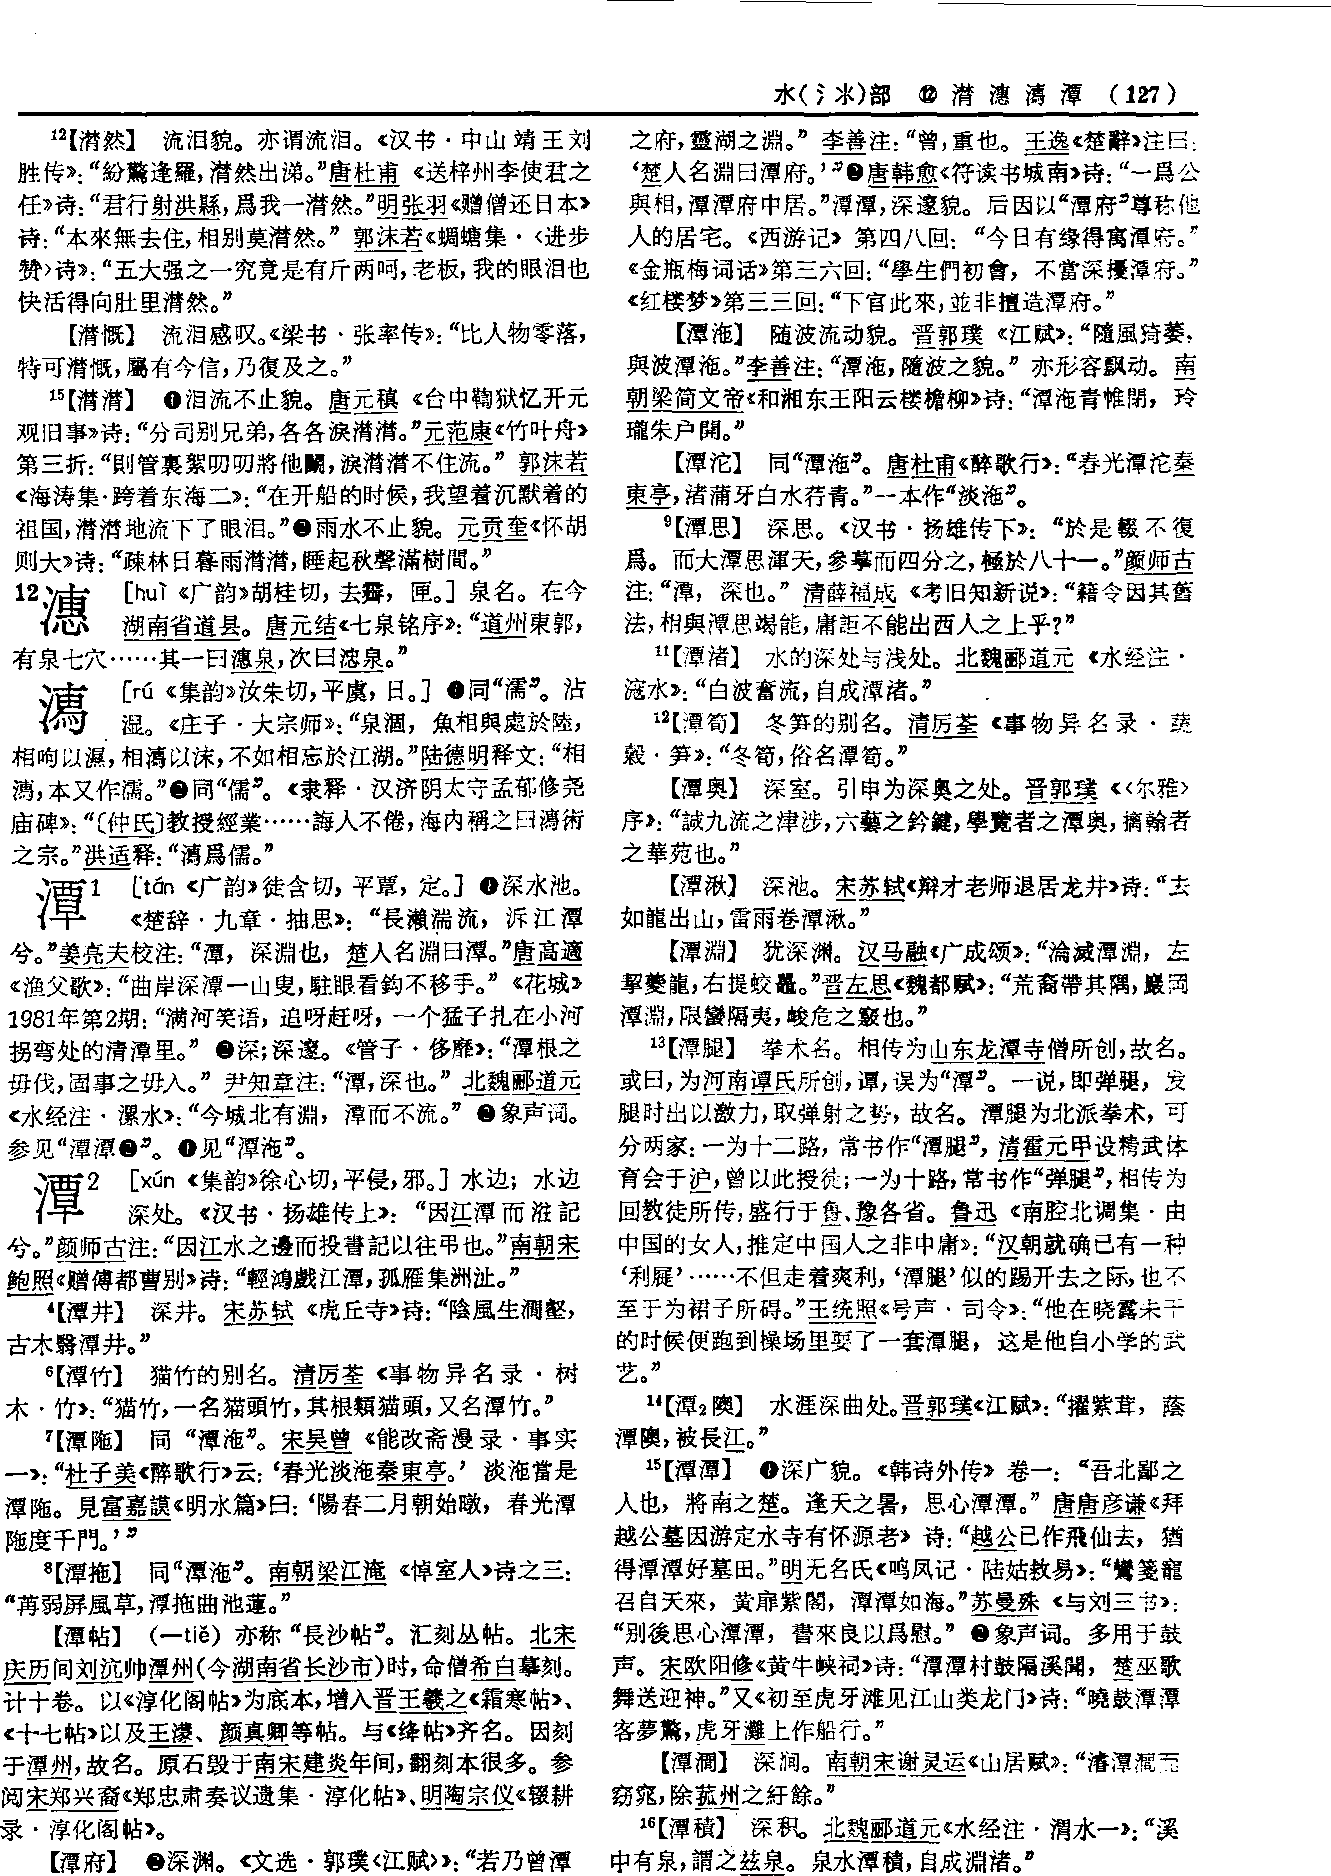 水(氵氺)部　⑫ 潸 潓 澷 潭 (127)
12【潸然】 流泪貌。亦谓流泪。《汉书·中山靖王刘
胜传》：“紛驚逢羅，潸然出涕。”唐杜甫《送梓州李使君之
任》诗：“君行射洪縣，爲我一潸然。”明张羽《赠僧还日本》
诗：“本來無去住，相别莫潸然。” 郭沫若《蜩螗集·〈进步
赞〉诗》：“五大强之一究竟是有斤两呵，老板，我的眼泪也
快活得向肚里潸然。”
【潸慨】 流泪感叹。《梁书·张率传》：“比人物零落，
特可潸慨，屬有今信，乃復及之。”
15【潸潸】 ❶泪流不止貌。唐元稹《台中鞫狱忆开元
观旧事》诗：“分司别兄弟，各各淚潸潸。”元范康《竹叶舟》
第三折：“則管裏絮叨叨將他鬭，淚潸潸不住流。” 郭沫若
《海涛集·跨着东海二》：“在开船的时候，我望着沉默着的
祖国，潸潸地流下了眼泪。”❷雨水不止貌。元贡奎《怀胡
则大》诗：“疎林日暮雨潸潸，睡起秋聲滿樹間。”
12潓 [huì《广韵》胡桂切，去霽，匣。] 泉名。在今
湖南省道县。唐元结《七泉铭序》：“道州東郭，
有泉七穴……其一曰潓泉，次曰㵧泉。”
[rú《集韵》汝朱切，平虞，日。] ❶同“濡”。沾
湿。《庄子·大宗师》：“泉涸，魚相與處於陸，
相呴以濕，相以沫，不如相忘於江湖。”陆德明释文：“相
，本又作濡。”❷同“儒”。《隶释·汉济阴太守孟郁修尧
庙碑》：“〔仲氏〕教授經業……誨人不倦，海内稱之曰術
之宗。”洪适释：“爲儒。”
潭1 [tán《广韵》徒含切，平覃，定。] ❶深水池。
《楚辞·九章·抽思》：“長瀨湍流，泝江潭
兮。”姜亮夫校注：“潭，深淵也，楚人名淵曰潭。”唐高適
《渔父歌》：“曲岸深潭一山叟，駐眼看鈎不移手。”《花城》
1981年第2期：“满河笑语，追呀赶呀，一个猛子扎在小河
拐弯处的清潭里。” ❷深；深邃。《管子·侈靡》：“潭根之
毋伐，固事之毋入。” 尹知章注：“潭，深也。” 北魏郦道元
《水经注·漯水》：“今城北有淵，潭而不流。” ❸象声词。
参见“潭潭❷”。❹见“潭沲”。
潭2 [xún《集韵》徐心切，平侵，邪。] 水边；水边
深处。《汉书·扬雄传上》：“因江潭而淮記
兮。”颜师古注：“因江水之邊而投書記以往弔也。”南朝宋
鲍照《赠傅都曹别》诗：“輕鴻戲江潭，孤雁集洲沚。”
4【潭井】 深井。宋苏轼《虎丘寺》诗：“陰風生澗壑，
古木翳潭井。”
6【潭竹】 猫竹的别名。清厉荃《事物异名录·树
木·竹》：“猫竹，一名猫頭竹，其根類猫頭，又名潭竹。”
7【潭陁】 同“潭沲”。宋吴曾《能改斋漫录·事实
一》：“杜子美《醉歌行》云：‘春光淡沲秦東亭。’ 淡沲當是
潭陁。見富嘉謨《明水篇》曰：‘陽春二月朝始暾，春光潭
陁度千門。’”
8【潭拖】 同“潭沲”。南朝梁江淹《悼室人》诗之三：
“苒弱屏風草，潭拖曲池蓮。”
【潭帖】 (—tiě) 亦称“長沙帖”。汇刻丛帖。北宋
庆历间刘沆帅潭州(今湖南省长沙市)时，命僧希白摹刻。
计十卷。以《淳化阁帖》为底本，增入晋王羲之《霜寒帖》、
《十七帖》以及王濛、颜真卿等帖。与《绛帖》齐名。因刻
于潭州，故名。原石毁于南宋建炎年间，翻刻本很多。参
阅宋郑兴裔《郑忠肃奏议遗集·淳化帖》、明陶宗仪《辍耕
录·淳化阁帖》。
【潭府】 ❶深渊。《文选·郭璞〈江赋〉》：“若乃曾潭
之府，靈湖之淵。” 李善注：“曾，重也。王逸《楚辭》注曰：
‘楚人名淵曰潭府。’”❷唐韩愈《符读书城南》诗：“一爲公
與相，潭潭府中居。”潭潭，深邃貌。后因以“潭府”尊称他
人的居宅。《西游记》第四八回：“今日有缘得寓潭府。”
《金瓶梅词话》第三六回：“學生們初會，不當深擾潭府。”
《红楼梦》第三三回：“下官此來，並非擅造潭府。”
【潭沲】 随波流动貌。晋郭璞《江赋》：“隨風猗萎，
與波潭沲。”李善注：“潭沲，隨波之貌。” 亦形容飘动。南
朝梁简文帝《和湘东王阳云楼檐柳》诗：“潭沲青帷閉，玲
瓏朱户開。”
【潭沱】 同“潭沲”。唐杜甫《醉歌行》：“春光潭沱秦
東亭，渚蒲牙白水荇青。”一本作“淡沲”。
9【潭思】 深思。《汉书·扬雄传下》：“於是輟不復
爲。而大潭思渾天，參摹而四分之，極於八十一。”颜师古
注：“潭，深也。” 清薛福成《考旧知新说》：“藉令因其舊
法，相與潭思竭能，庸詎不能出西人之上乎？”
11【潭渚】 水的深处与浅处。北魏郦道元《水经注·
滱水》：“白波奮流，自成潭渚。”
12【潭筍】 冬笋的别名。清厉荃《事物异名录·蔬
穀·笋》：“冬筍，俗名潭筍。”
【潭奥】 深室。引申为深奥之处。晋郭璞《〈尔雅〉
序》：“誠九流之津涉，六藝之鈐鍵，學覽者之潭奥，摛翰者
之華苑也。”
【潭湫】 深池。宋苏轼《辩才老师退居龙井》诗：“去
如龍出山，雷雨卷潭湫。”
【潭淵】 犹深渊。汉马融《广成颂》：“淪滅潭淵，左
挈夔龍，右提蛟鼉。”晋左思《魏都赋》：“荒裔帶其隅，巖岡
潭淵，限蠻隔夷，峻危之竅也。”
13【潭腿】 拳术名。相传为山东龙潭寺僧所创，故名。
或曰，为河南谭氏所创，谭，误为“潭”。一说，即弹腿，发
腿时出以激力，取弹射之势，故名。潭腿为北派拳术，可
分两家：一为十二路，常书作“潭腿”，清霍元甲设精武体
育会于沪，曾以此授徒；一为十路，常书作“弹腿”，相传为
回教徒所传，盛行于鲁、豫各省。鲁迅《南腔北调集·由
中国的女人，推定中国人之非中庸》：“汉朝就确已有一种
‘利屣’……不但走着爽利，‘潭腿’似的踢开去之际，也不
至于为裙子所碍。”王统照《号声·司令》：“他在晓露未干
的时候便跑到操场里耍了一套潭腿，这是他自小学的武
艺。”
14【潭2隩】 水涯深曲处。晋郭璞《江赋》：“擢紫茸，蔭
潭隩，被長江。”
15【潭潭】 ❶深广貌。《韩诗外传》卷一：“吾北鄙之
人也，將南之楚。逢天之暑，思心潭潭。” 唐唐彦谦《拜
越公墓因游定水寺有怀源老》诗：“越公已作飛仙去，猶
得潭潭好墓田。”明无名氏《鸣凤记·陆姑救易》：“鸞箋寵
召自天來，黄扉紫閣，潭潭如海。”苏曼殊《与刘三书》：
“别後思心潭潭，書來良以爲慰。” ❷象声词。多用于鼓
声。宋欧阳修《黄牛峡祠》诗：“潭潭村鼓隔溪聞，楚巫歌
舞送迎神。”又《初至虎牙滩见江山类龙门》诗：“曉鼓潭潭
客夢驚，虎牙灘上作船行。”
【潭澗】 深涧。南朝宋谢灵运《山居赋》：“濬潭澗而
窈窕，除菰州之紆餘。”
16【潭積】 深积。北魏郦道元《水经注·渭水一》：“溪
中有泉，謂之兹泉。泉水潭積，自成淵渚。”